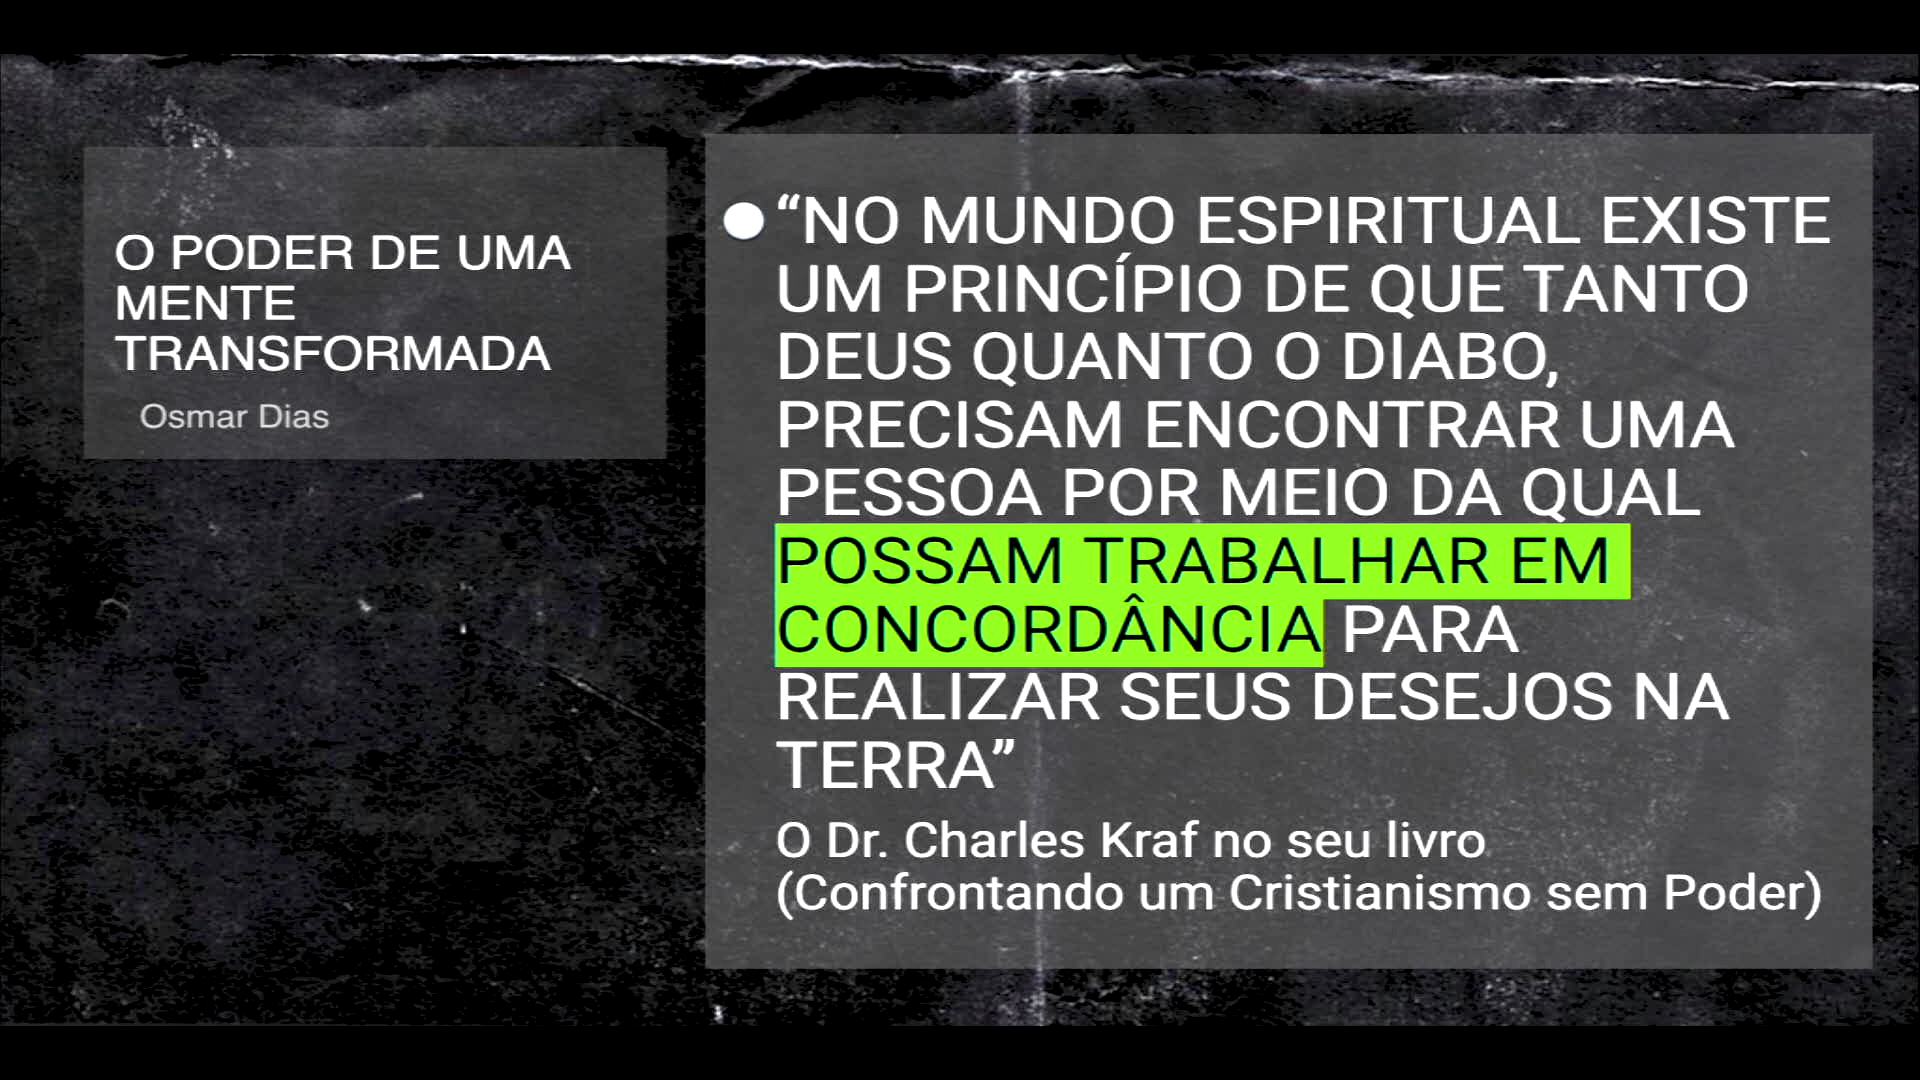 O PODER DE UMA
MENTE
TRANSFORMADA
Osmar Dias
“NO MUNDO ESPIRITUAL EXISTE
UM PRINCÍPIO DE QUE TANTO
DEUS QUANTO O DIABO,
PRECISAM ENCONTRAR UMA
PESSOA POR MEIO DA QUAL
POSSAM TRABALHAR EM
CONCORDÂNCIA PARA
REALIZAR SEUS DESEJOS NA
TERRA”
O Dr. Charles Kraf no seu livro
(Confrontando um Cristianismo sem Poder)